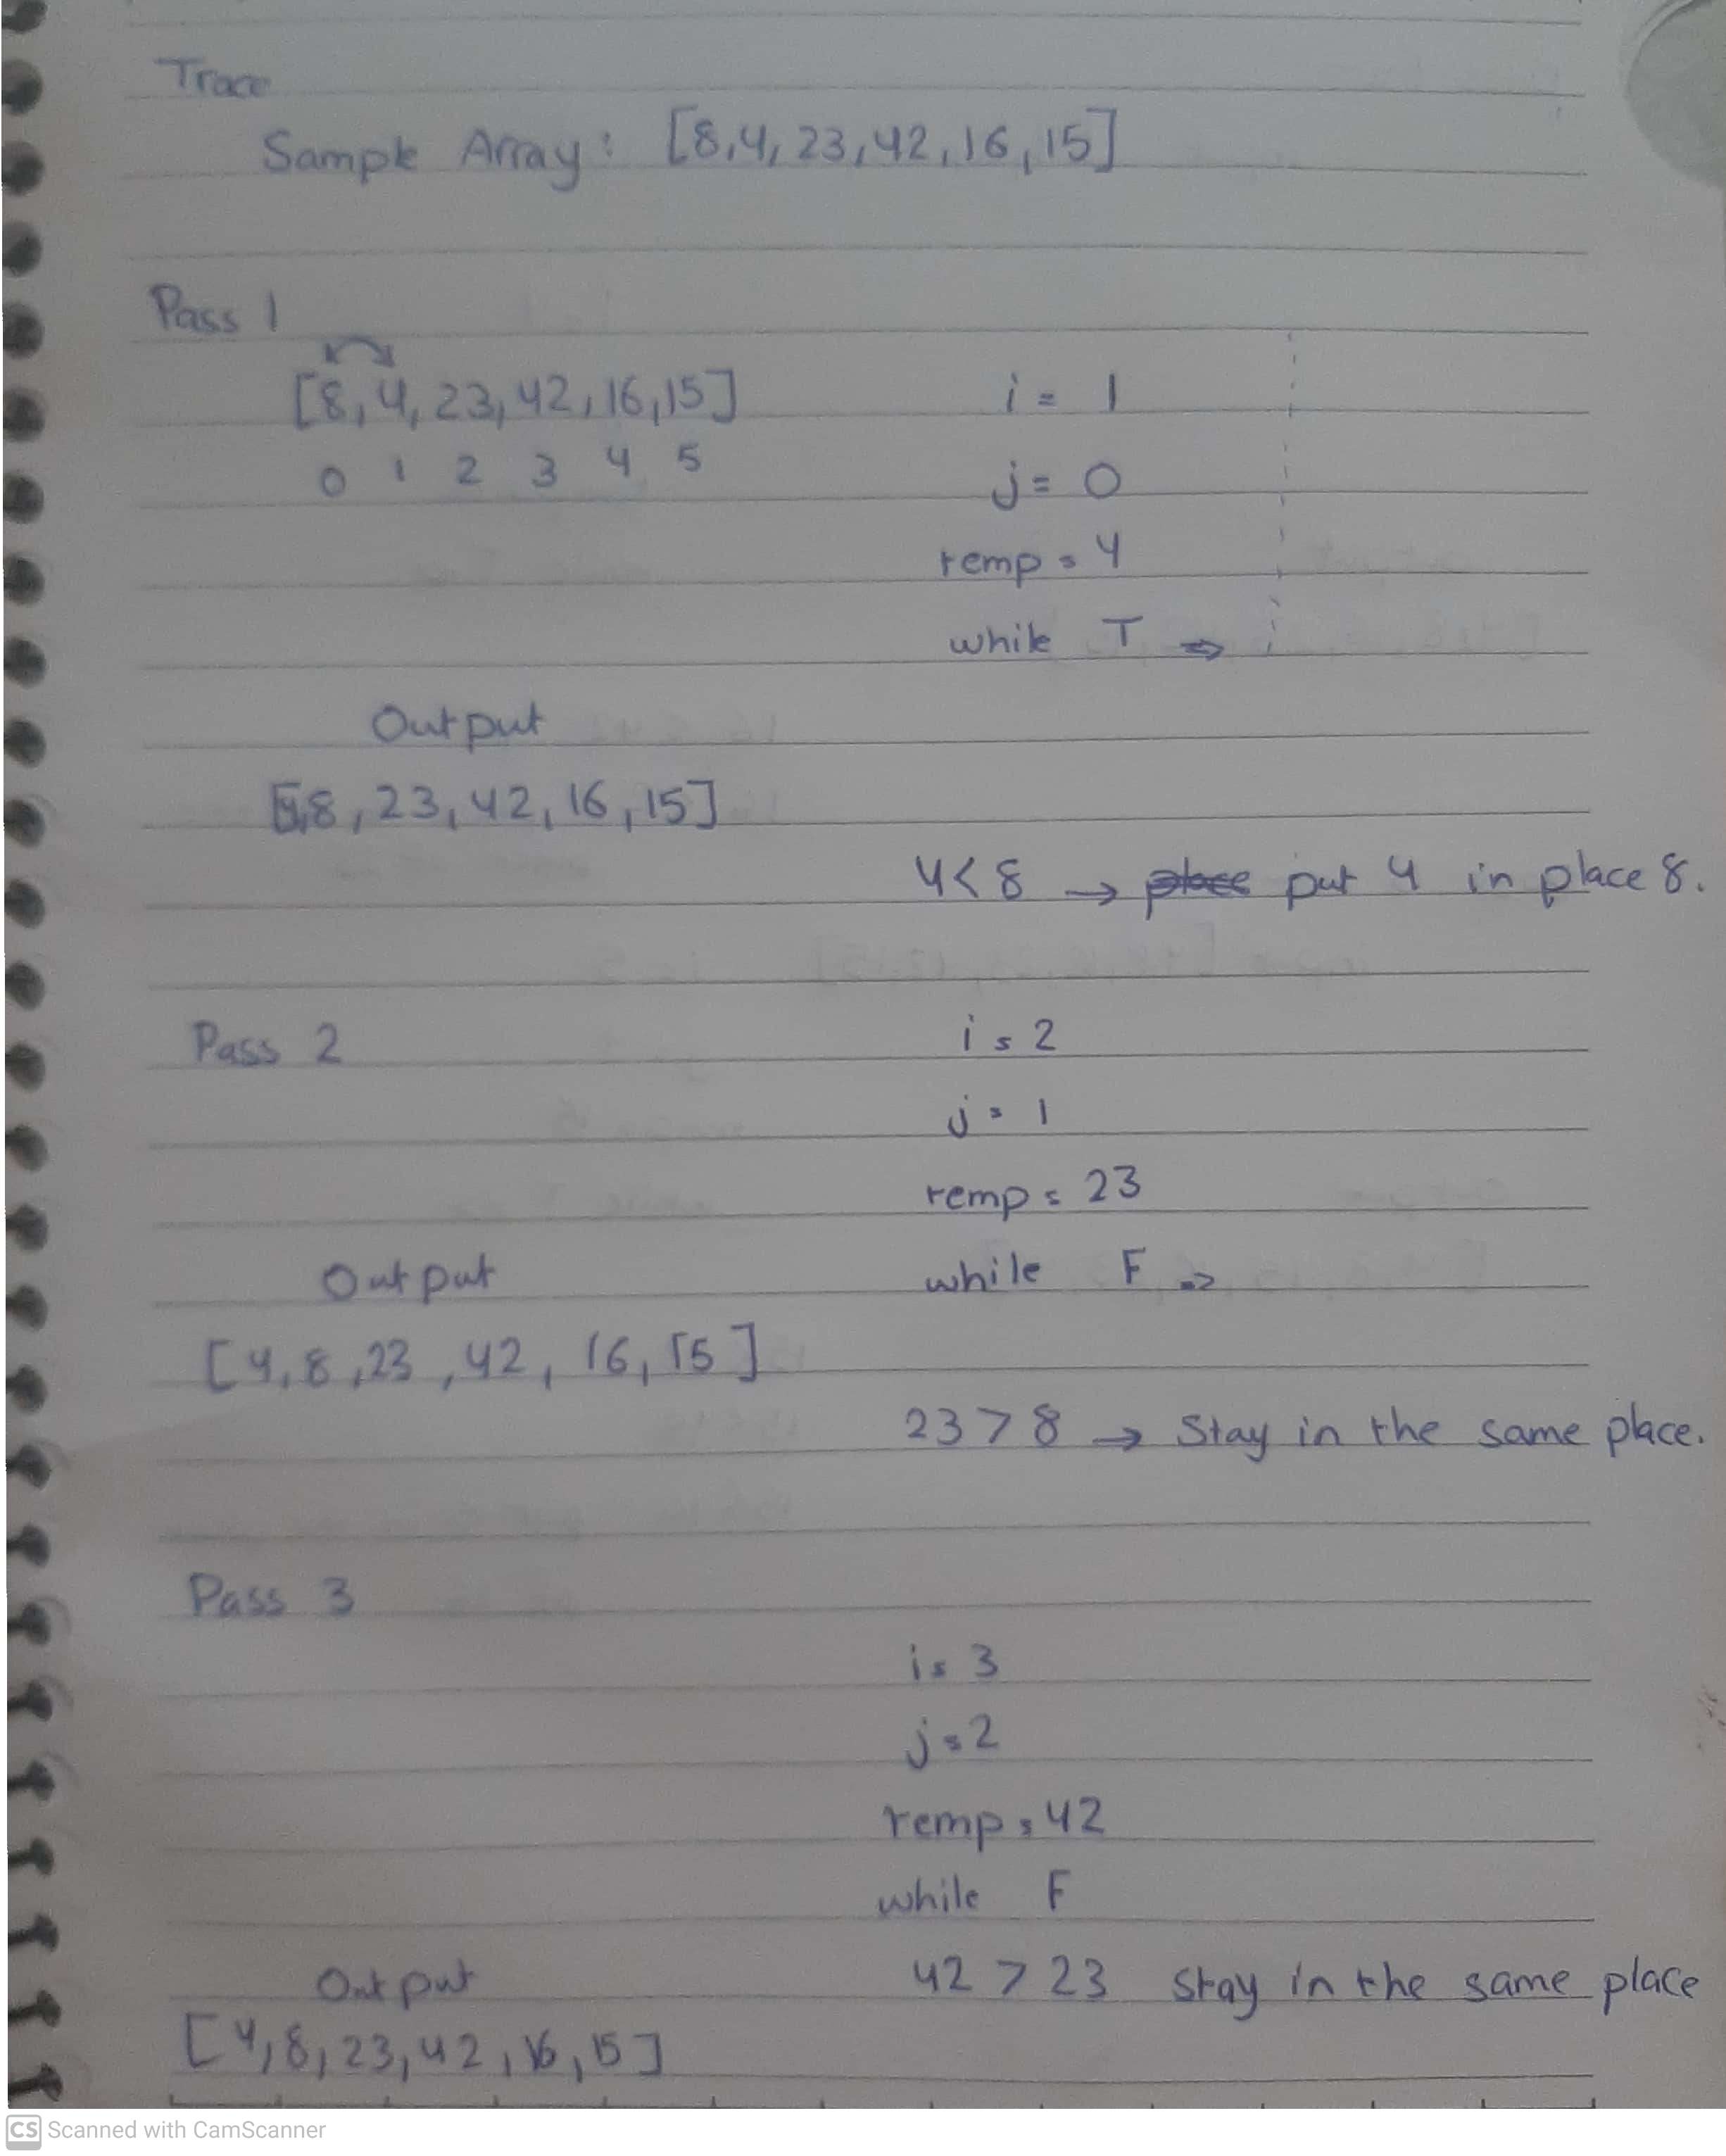 Trace
Sample Array: [8,4,23,42,16,15]
Pass 1
[8,4,23,42,16,15]
0 1 2 3 4 5
i = 1
j = 0
temp = 4
while T ⇒
Output
[4,8,23,42,16,15]
4<8 → place put 4 in place 8.
Pass 2
i = 2
j = 1
temp = 23
while F ⇒
Output
[4,8,23,42,16,15]
23>8 → Stay in the same place.
Pass 3
i = 3
j = 2
temp = 42
while F
42 > 23 Stay in the same place
Output
[4,8,23,42,16,15]
CS Scanned with CamScanner